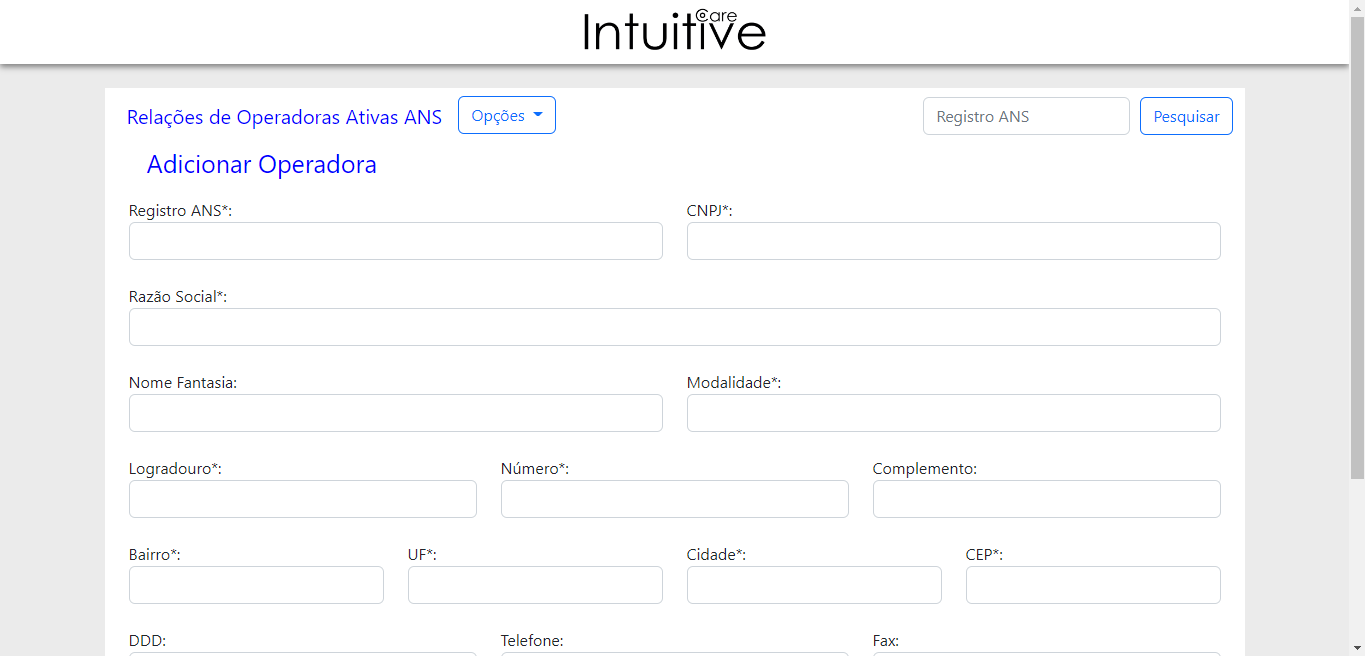 Intuitive Care
Relações de Operadoras Ativas ANS Opções Registro ANS Pesquisar
Adicionar Operadora
Registro ANS*: CNPJ*:
Razão Social*:
Nome Fantasia: Modalidade*:
Logradouro*: Número*: Complemento:
Bairro*: UF*: Cidade*: CEP*:
DDD: Telefone: Fax: